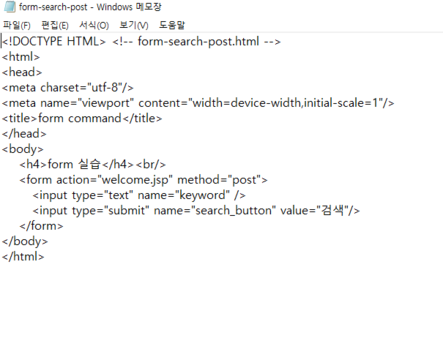 form-search-post - Windows 메모장
파일(F) 편집(E) 서식(O) 보기(V) 도움말
<!DOCTYPE HTML> <!-- form-search-post.html -->
<html>
<head>
<meta charset="utf-8"/>
<meta name="viewport" content="width=device-width,initial-scale=1"/>
<title>form command</title>
</head>
<body>
<h4>form 실습</h4><br/>
<form action="welcome.jsp" method="post">
<input type="text" name="keyword" />
<input type="submit" name="search_button" value="검색"/>
</form>
</body>
</html>